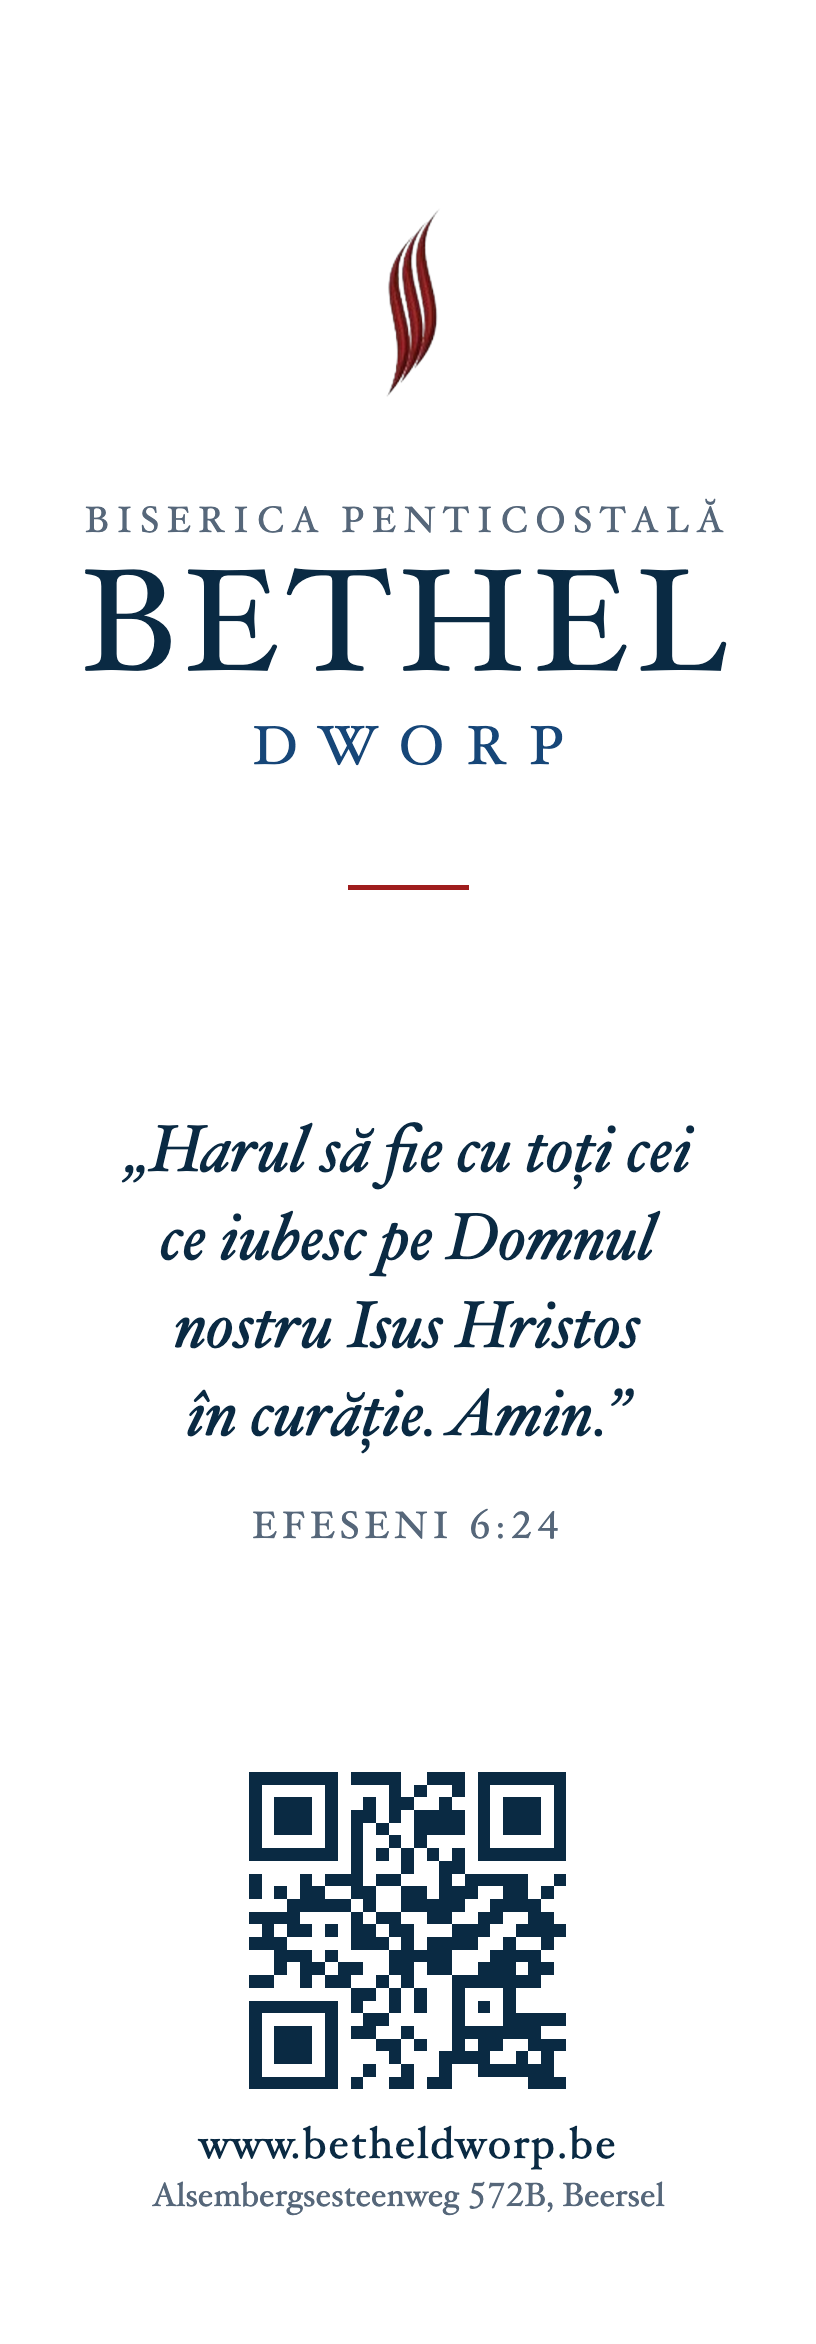 BISERICA PENTICOSTALĂ
BETHEL
DWORP
„Harul să fie cu toți cei
ce iubesc pe Domnul
nostru Isus Hristos
în curăție. Amin.”
EFESENI 6:24
www.betheldworp.be
Alsembergsesteenweg 572B, Beersel